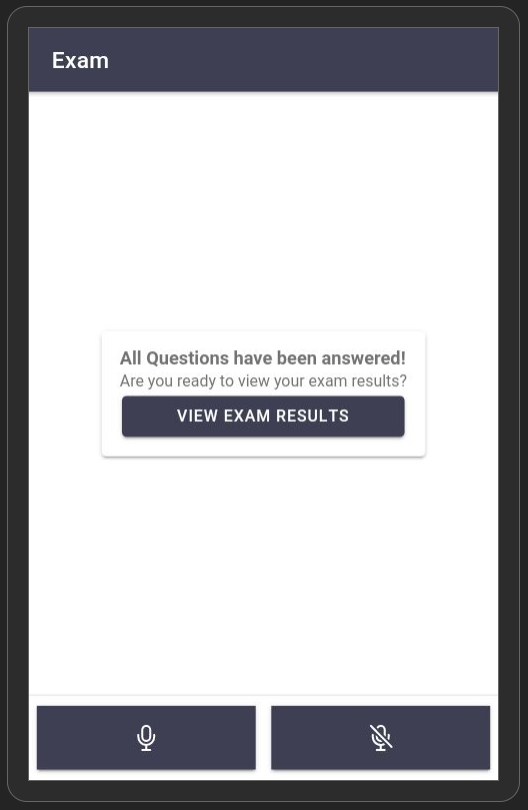 Exam
All Questions have been answered!
Are you ready to view your exam results?
VIEW EXAM RESULTS